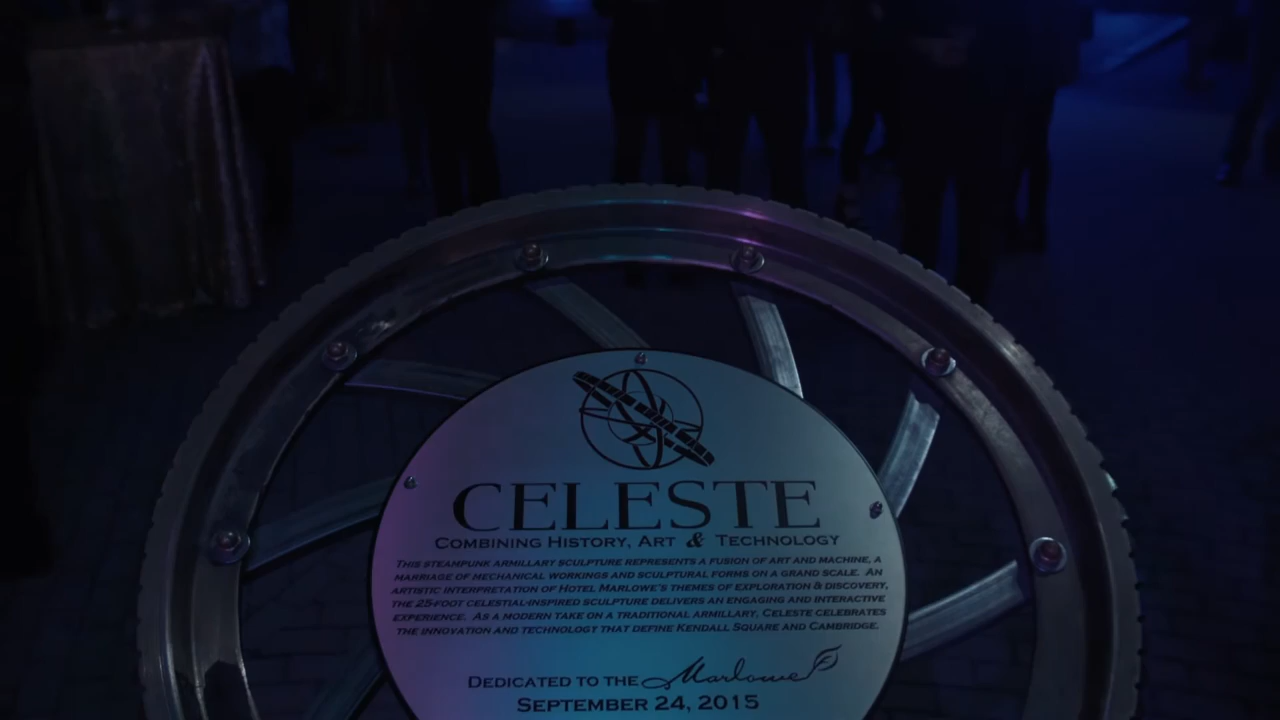 CELESTE
COMBINING HISTORY, ART & TECHNOLOGY
THIS STEAMPUNK ARMILLARY SCULPTURE REPRESENTS A FUSION OF ART AND MACHINE, A
MARRIAGE OF MECHANICAL WORKINGS AND SCULPTURAL FORMS ON A GRAND SCALE. AN
ARTISTIC INTERPRETATION OF HOTEL MARLOWE'S THEMES OF EXPLORATION & DISCOVERY,
THE 25-FOOT CELESTIAL-INSPIRED SCULPTURE DELIVERS AN ENGAGING AND INTERACTIVE
EXPERIENCE. AS A MODERN TAKE ON A TRADITIONAL ARMILLARY, CELESTE CELEBRATES
THE INNOVATION AND TECHNOLOGY THAT DEFINE KENDALL SQUARE AND CAMBRIDGE.
DEDICATED TO THE Marlowe
SEPTEMBER 24, 2015